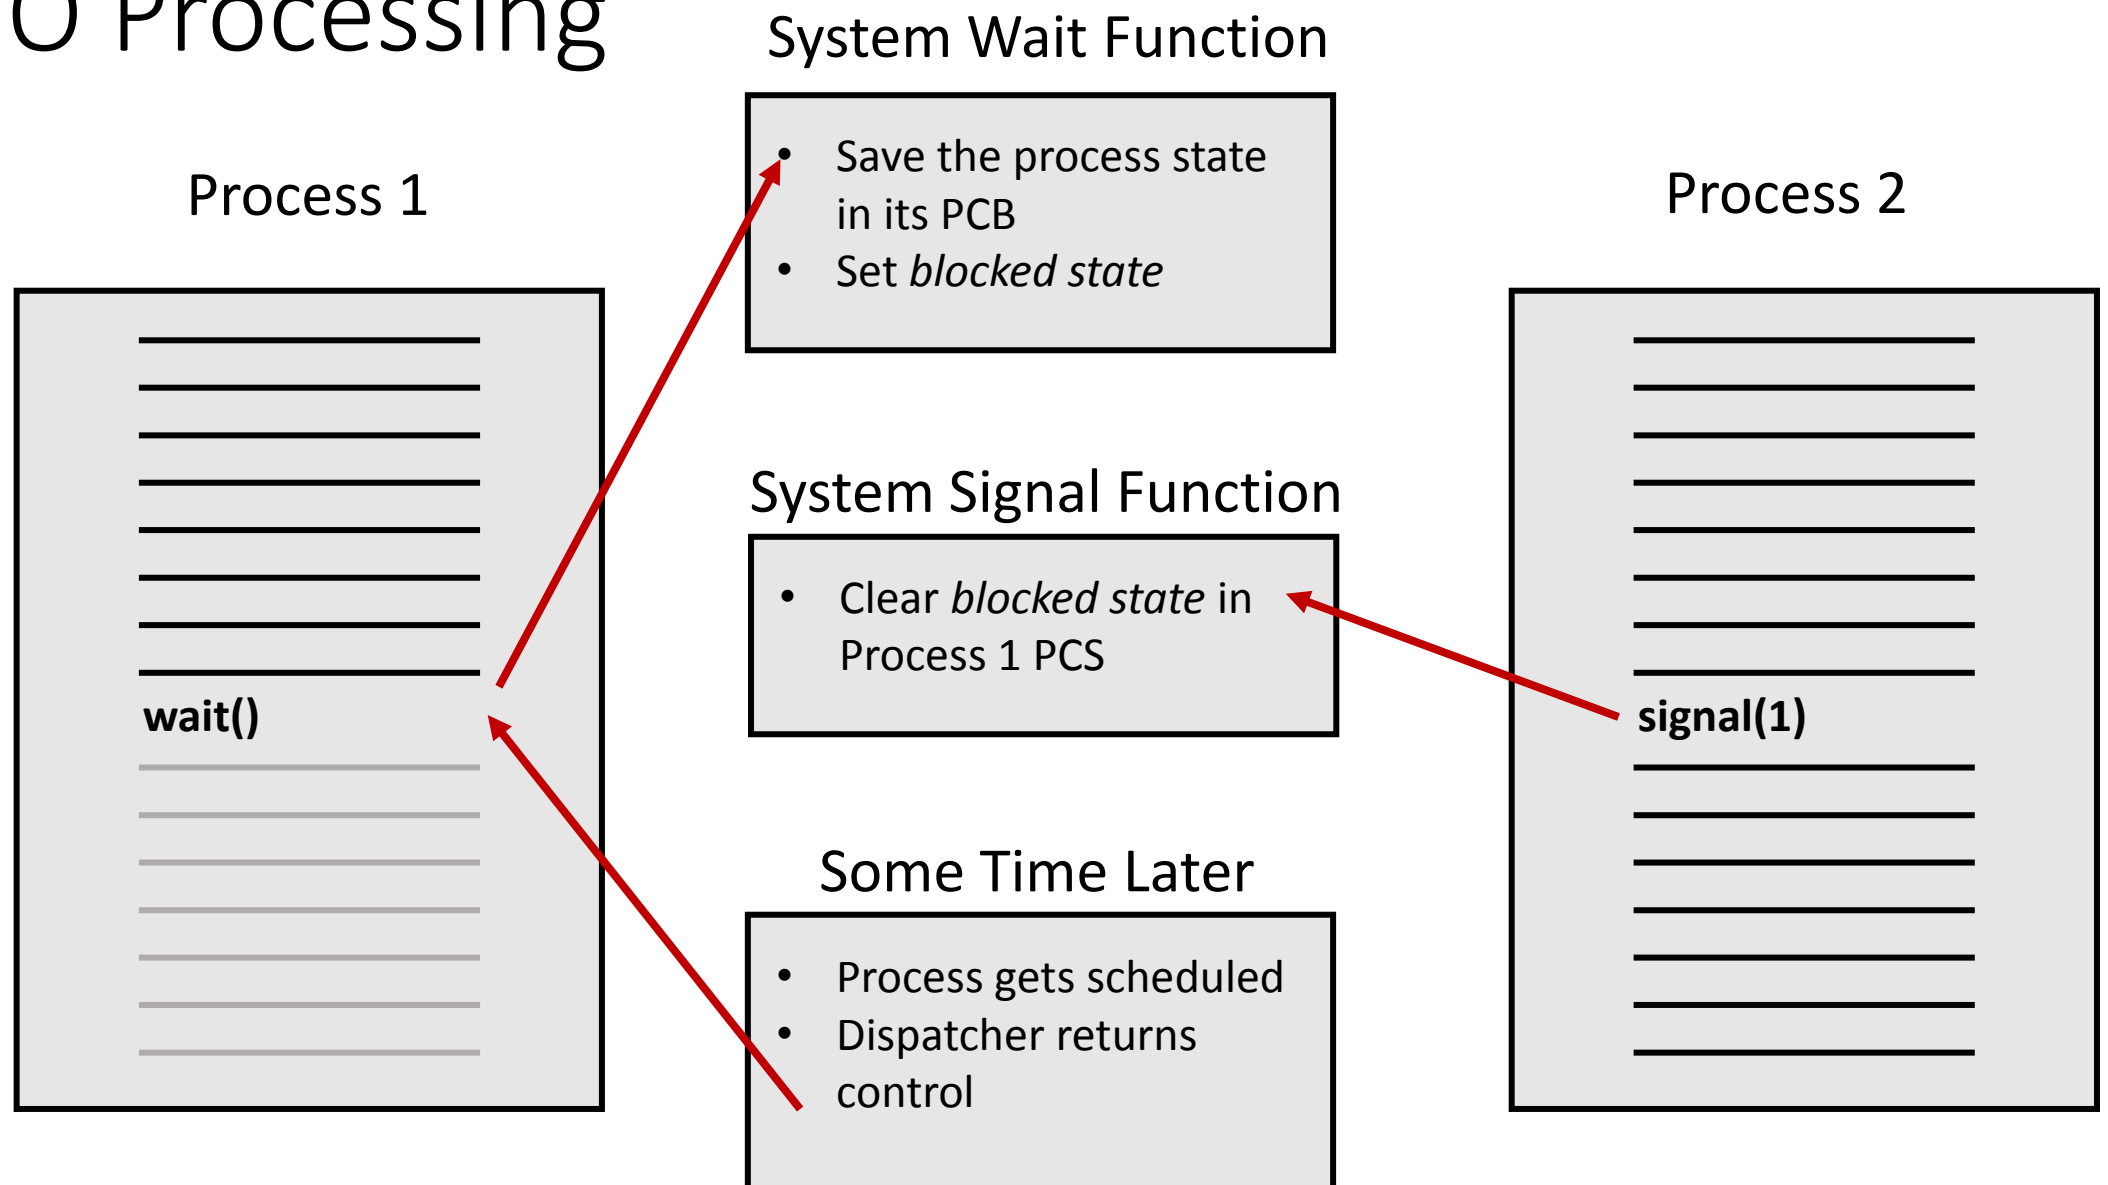 O Processing
System Wait Function
Process 1
• Save the process state
in its PCB
• Set blocked state
Process 2
wait()
System Signal Function
• Clear blocked state in
Process 1 PCS
signal(1)
Some Time Later
• Process gets scheduled
• Dispatcher returns
control